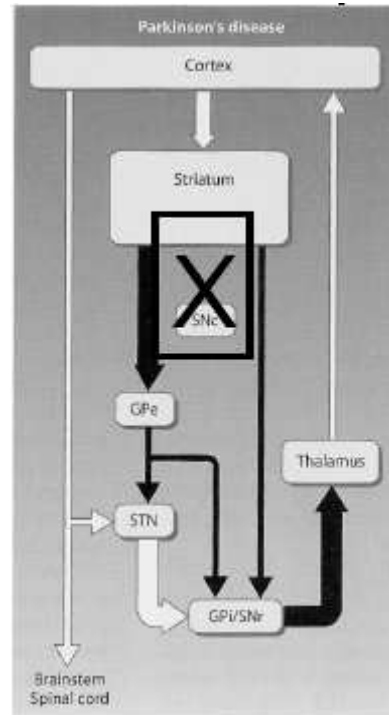 Parkinson's disease
Cortex
Striatum
SNc
GPe
Thalamus
STN
GPi/SNr
Brainstem
Spinal cord